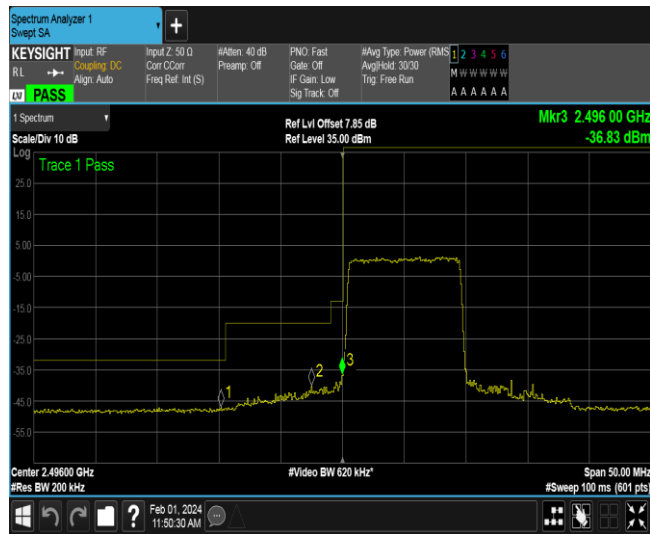 Spectrum Analyzer 1
Swept SA
+
KEYSIGHT
RL
LXI PASS
Input: RF
Coupling: DC
Align: Auto
Input Z: 50 Ω
Corr CCorr
Freq Ref: Int (S)
#Atten: 40 dB
Preamp: Off
PNO: Fast
Gate: Off
IF Gain: Low
Sig Track: Off
#Avg Type: Power (RMS
Avg|Hold: 30/30
Trig: Free Run
1 2 3 4 5 6
M W W W W W
A A A A A A
1 Spectrum
Scale/Div 10 dB
Ref Lvl Offset 7.85 dB
Ref Level 35.00 dBm
Mkr3 2.496 00 GHz
-36.83 dBm
Log
Trace 1 Pass
25.0
15.0
5.00
-5.00
-15.0
-25.0
-35.0
-45.0
-55.0
1
2
3
Center 2.49600 GHz
#Res BW 200 kHz
#Video BW 620 kHz*
Span 50.00 MHz
#Sweep 100 ms (601 pts)
?
Feb 01, 2024
11:50:30 AM